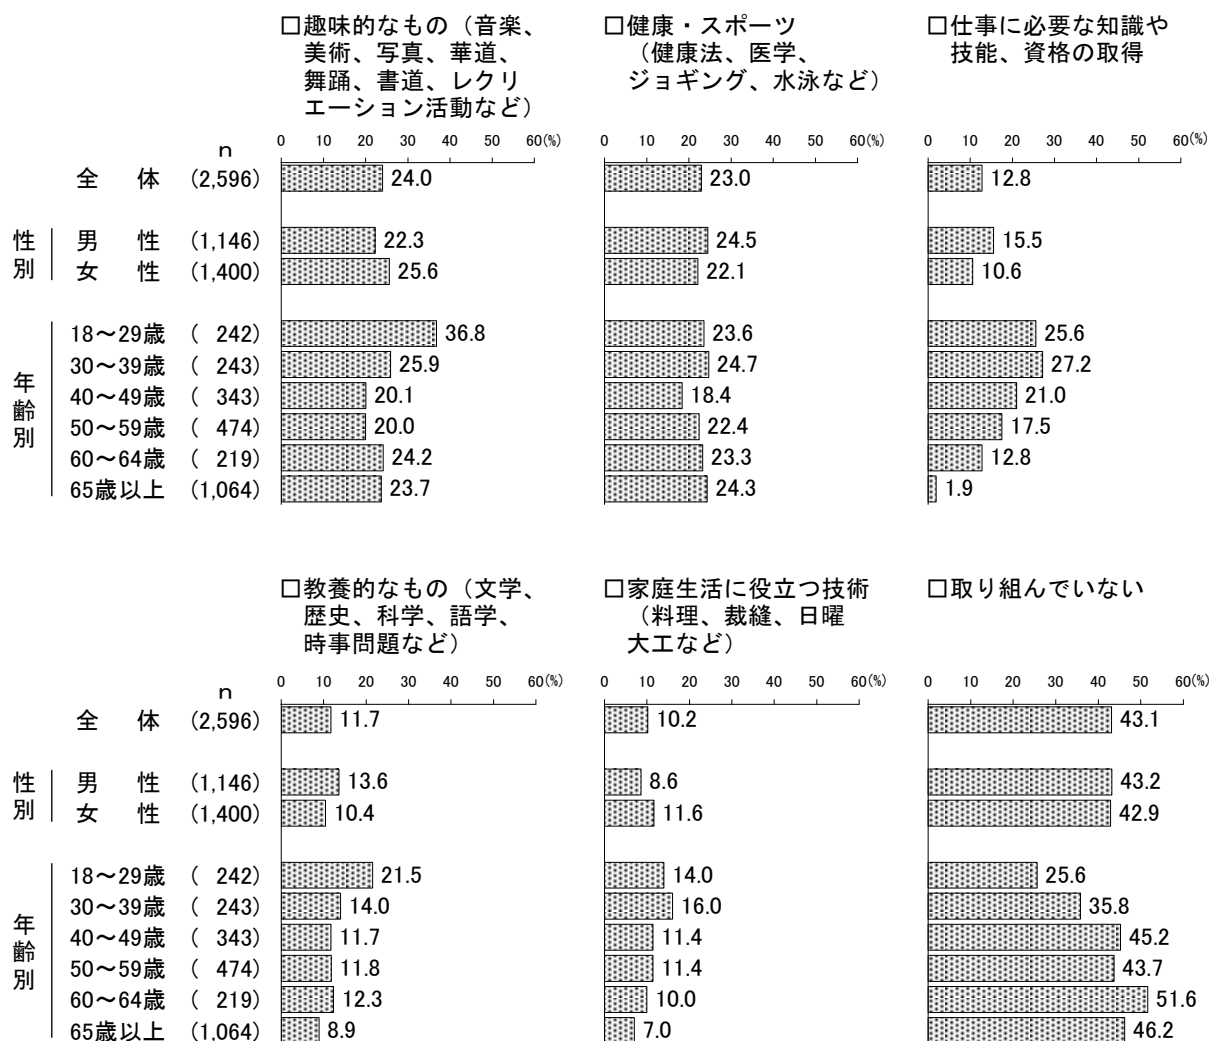 □趣味的なもの（音楽、
美術、写真、華道、
舞踊、書道、レクリ
エーション活動など）
□健康・スポーツ
（健康法、医学、
ジョギング、水泳など）
□仕事に必要な知識や
技能、資格の取得
0 10 20 30 40 50 60(%)
0 10 20 30 40 50 60(%)
0 10 20 30 40 50 60(%)
n
全 体 (2,596) 24.0 23.0 12.8
性別
男 性 (1,146) 22.3 24.5 15.5
女 性 (1,400) 25.6 22.1 10.6
年齢別
18～29歳 ( 242) 36.8 23.6 25.6
30～39歳 ( 243) 25.9 24.7 27.2
40～49歳 ( 343) 20.1 18.4 21.0
50～59歳 ( 474) 20.0 22.4 17.5
60～64歳 ( 219) 24.2 23.3 12.8
65歳以上 (1,064) 23.7 24.3 1.9
□教養的なもの（文学、
歴史、科学、語学、
時事問題など）
□家庭生活に役立つ技術
（料理、裁縫、日曜
大工など）
□取り組んでいない
0 10 20 30 40 50 60(%)
0 10 20 30 40 50 60(%)
0 10 20 30 40 50 60(%)
n
全 体 (2,596) 11.7 10.2 43.1
性別
男 性 (1,146) 13.6 8.6 43.2
女 性 (1,400) 10.4 11.6 42.9
年齢別
18～29歳 ( 242) 21.5 14.0 25.6
30～39歳 ( 243) 14.0 16.0 35.8
40～49歳 ( 343) 11.7 11.4 45.2
50～59歳 ( 474) 11.8 11.4 43.7
60～64歳 ( 219) 12.3 10.0 51.6
65歳以上 (1,064) 8.9 7.0 46.2